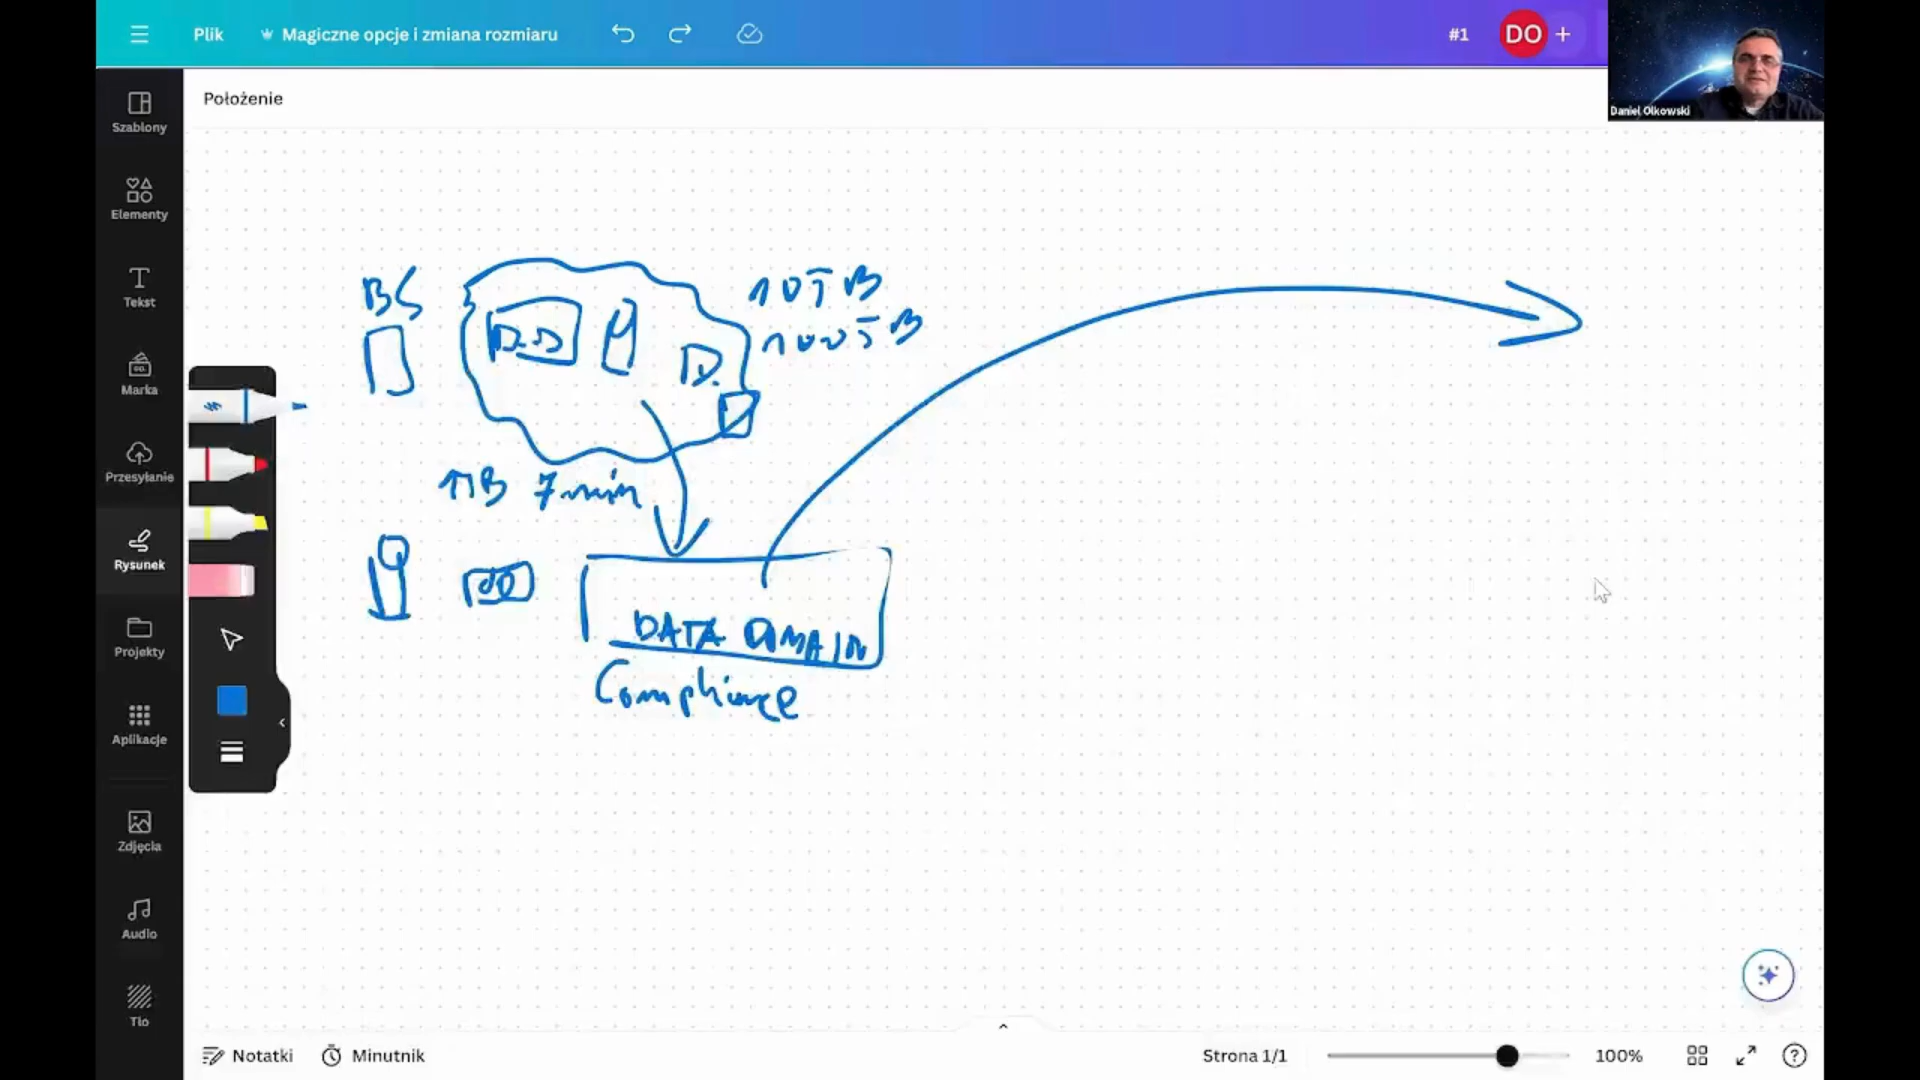 Plik
Magiczne opcje i zmiana rozmiaru
#1
DO
Daniel Olkowski
Położenie
Szablony
Elementy
Tekst
Marka
Przesyłanie
Rysunek
Projekty
Aplikacje
Zdjęcia
Audio
Tło
BS
10TB
100TB
D.D
D.
1TB 7min
DATA DOMAIN
Compliance
Notatki
Minutnik
Strona 1/1
100%